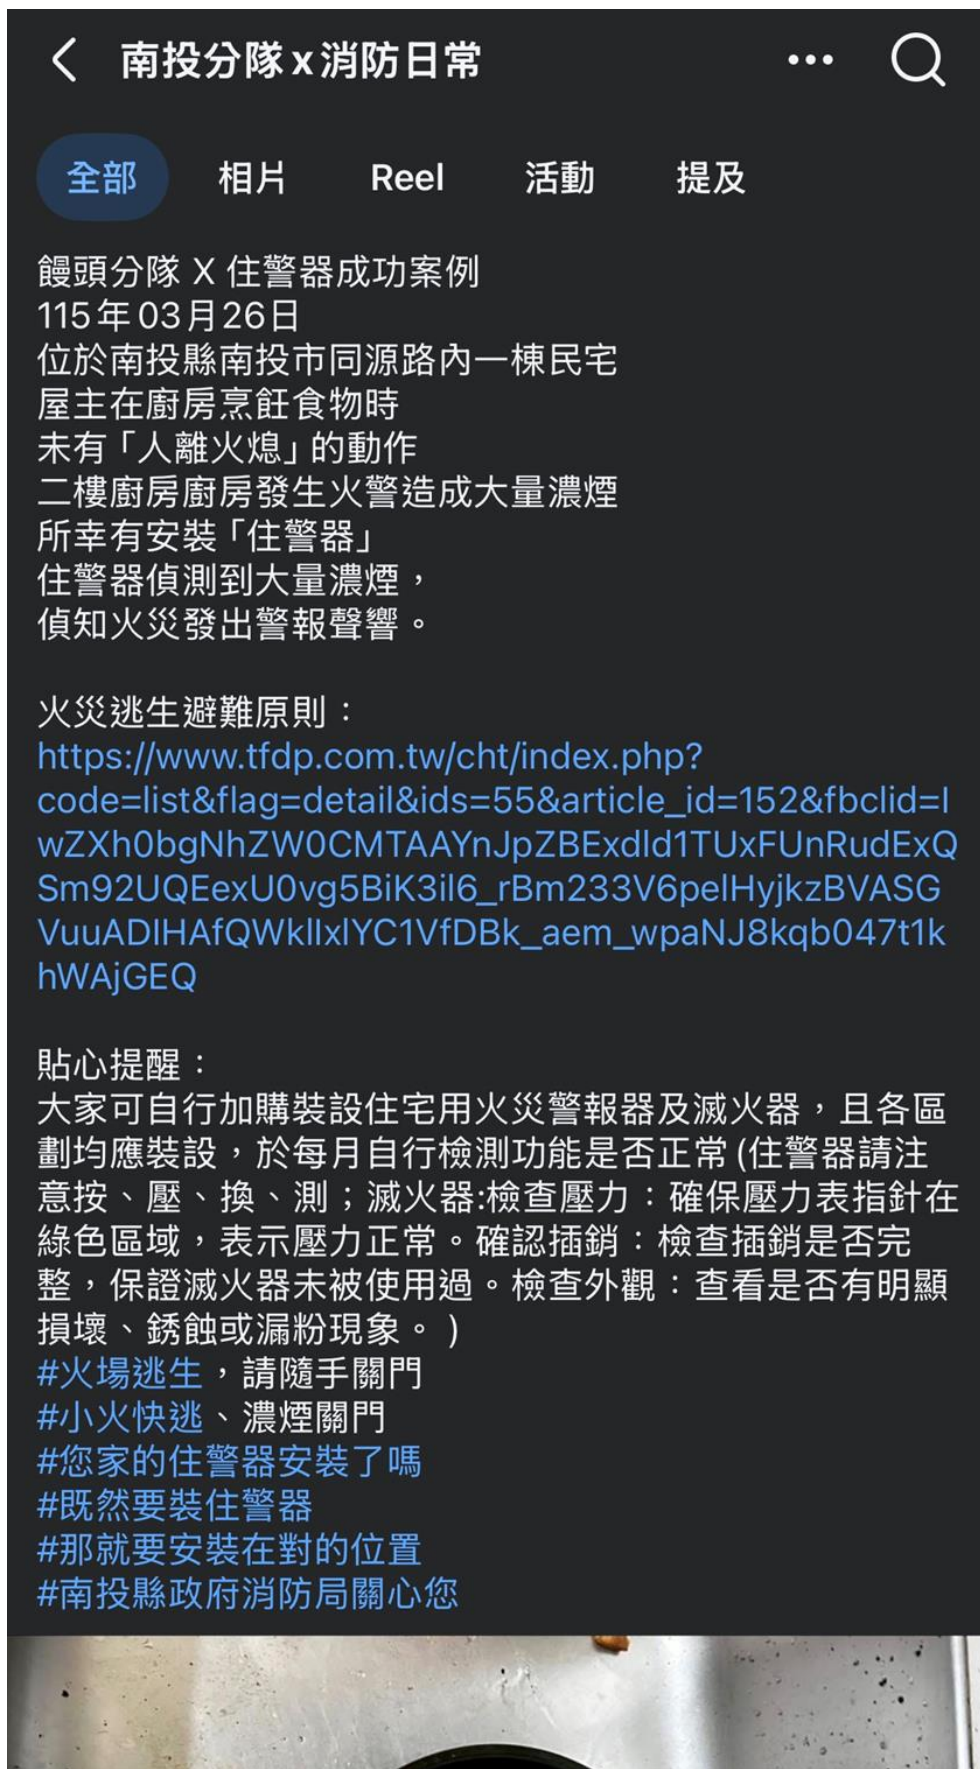 南投分隊x消防日常
全部 相片 Reel 活動 提及
饅頭分隊 X 住警器成功案例
115年03月26日
位於南投縣南投市同源路內一棟民宅
屋主在廚房烹飪食物時
未有「人離火熄」的動作
二樓廚房廚房發生火警造成大量濃煙
所幸有安裝「住警器」
住警器偵測到大量濃煙，
偵知火災發出警報聲響。
火災逃生避難原則：
https://www.tfdp.com.tw/cht/index.php?
code=list&flag=detail&ids=55&article_id=152&fbclid=I
wZXh0bgNhZW0CMTAAYnJpZBExdld1TUxFUnRudExQ
Sm92UQEexU0vg5BiK3il6_rBm233V6pelHyjkzBVASG
VuuADIHAfQWklIxlYC1VfDBk_aem_wpaNJ8kqb047t1k
hWAjGEQ
貼心提醒：
大家可自行加購裝設住宅用火災警報器及滅火器，且各區
劃均應裝設，於每月自行檢測功能是否正常(住警器請注
意按、壓、換、測；滅火器:檢查壓力：確保壓力表指針在
綠色區域，表示壓力正常。確認插銷：檢查插銷是否完
整，保證滅火器未被使用過。檢查外觀：查看是否有明顯
損壞、銹蝕或漏粉現象。)
#火場逃生，請隨手關門
#小火快逃、濃煙關門
#您家的住警器安裝了嗎
#既然要裝住警器
#那就要安裝在對的位置
#南投縣政府消防局關心您